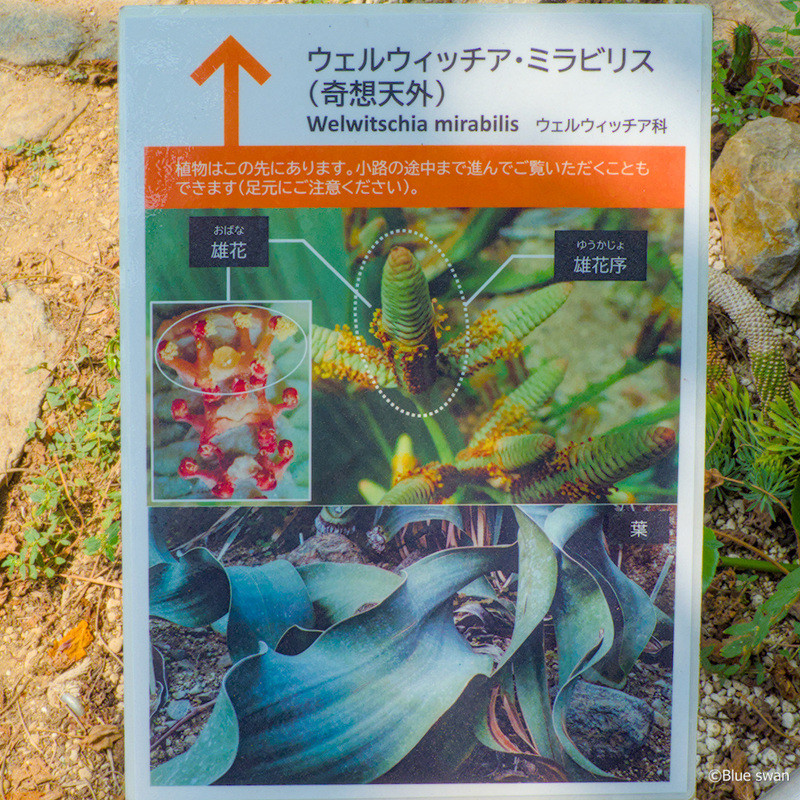 ウェルウィッチア・ミラビリス
（奇想天外）
Welwitschia mirabilis ウェルウィッチア科
植物はこの先にあります。小路の途中まで進んでご覧いただくことも
できます（足元にご注意ください）。
おばな
雄花
ゆうかじょ
雄花序
葉
©Blue swan